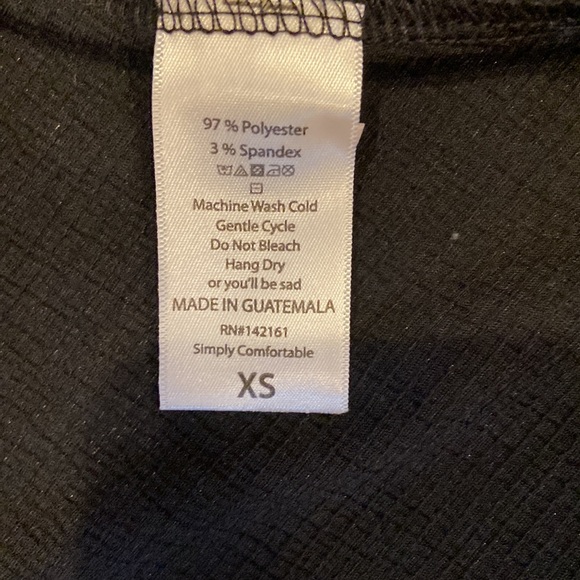 97 % Polyester
3 % Spandex
Machine Wash Cold
Gentle Cycle
Do Not Bleach
Hang Dry
or you'll be sad
MADE IN GUATEMALA
RN#142161
Simply Comfortable
XS